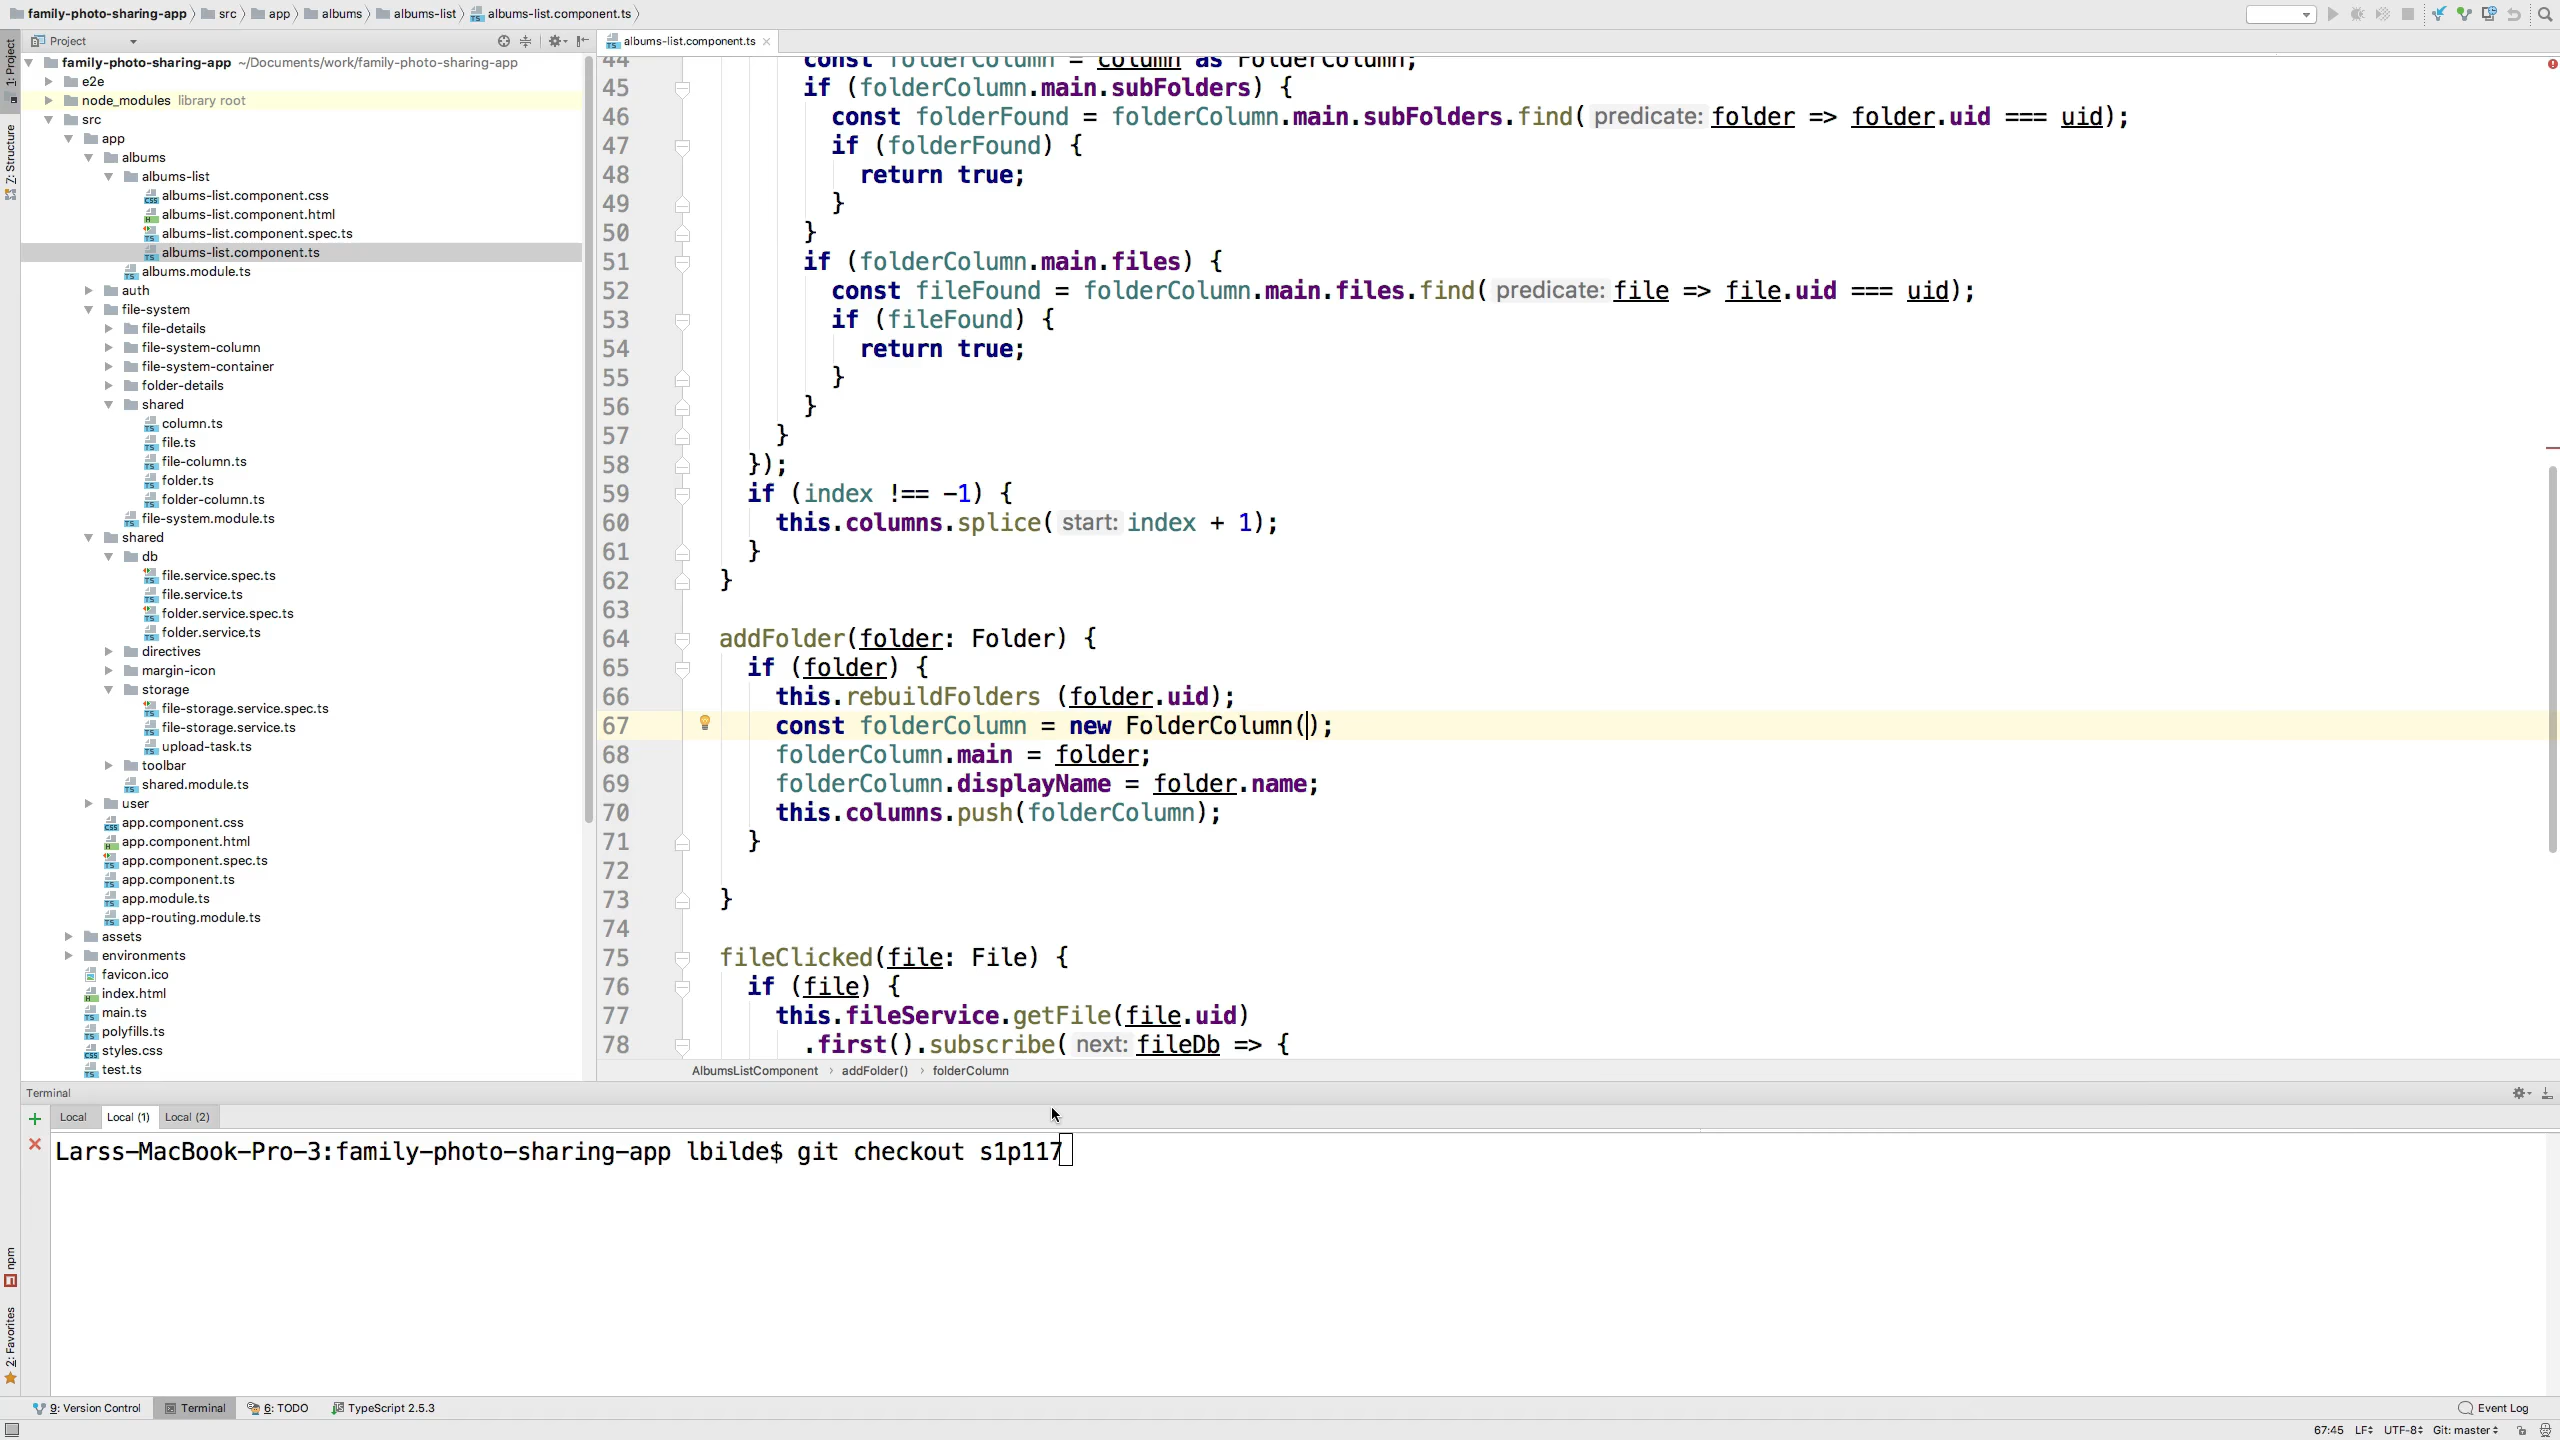 family-photo-sharing-app src app albums albums-list albums-list.component.ts
1: Project
Z: Structure
npm
2: Favorites
Project
family-photo-sharing-app ~/Documents/work/family-photo-sharing-app
e2e
node_modules library root
src
app
albums
albums-list
albums-list.component.css
albums-list.component.html
albums-list.component.spec.ts
albums-list.component.ts
albums.module.ts
auth
file-system
file-details
file-system-column
file-system-container
folder-details
shared
column.ts
file.ts
file-column.ts
folder.ts
folder-column.ts
file-system.module.ts
shared
db
file.service.spec.ts
file.service.ts
folder.service.spec.ts
folder.service.ts
directives
margin-icon
storage
file-storage.service.spec.ts
file-storage.service.ts
upload-task.ts
toolbar
shared.module.ts
user
app.component.css
app.component.html
app.component.spec.ts
app.component.ts
app.module.ts
app-routing.module.ts
assets
environments
favicon.ico
index.html
main.ts
polyfills.ts
styles.css
test.ts
albums-list.component.ts
44 const folderColumn = column as FolderColumn;
45 if (folderColumn.main.subFolders) {
46 const folderFound = folderColumn.main.subFolders.find( predicate: folder => folder.uid === uid);
47 if (folderFound) {
48 return true;
49 }
50 }
51 if (folderColumn.main.files) {
52 const fileFound = folderColumn.main.files.find( predicate: file => file.uid === uid);
53 if (fileFound) {
54 return true;
55 }
56 }
57 }
58 });
59 if (index !== -1) {
60 this.columns.splice( start: index + 1);
61 }
62 }
63
64 addFolder(folder: Folder) {
65 if (folder) {
66 this.rebuildFolders (folder.uid);
67 const folderColumn = new FolderColumn();
68 folderColumn.main = folder;
69 folderColumn.displayName = folder.name;
70 this.columns.push(folderColumn);
71 }
72
73 }
74
75 fileClicked(file: File) {
76 if (file) {
77 this.fileService.getFile(file.uid)
78 .first().subscribe( next: fileDb => {
AlbumsListComponent › addFolder() › folderColumn
Terminal
Local Local (1) Local (2)
Larss-MacBook-Pro-3:family-photo-sharing-app lbilde$ git checkout s1p117
9: Version Control Terminal 6: TODO TypeScript 2.5.3 Event Log
67:45 LF UTF-8 Git: master